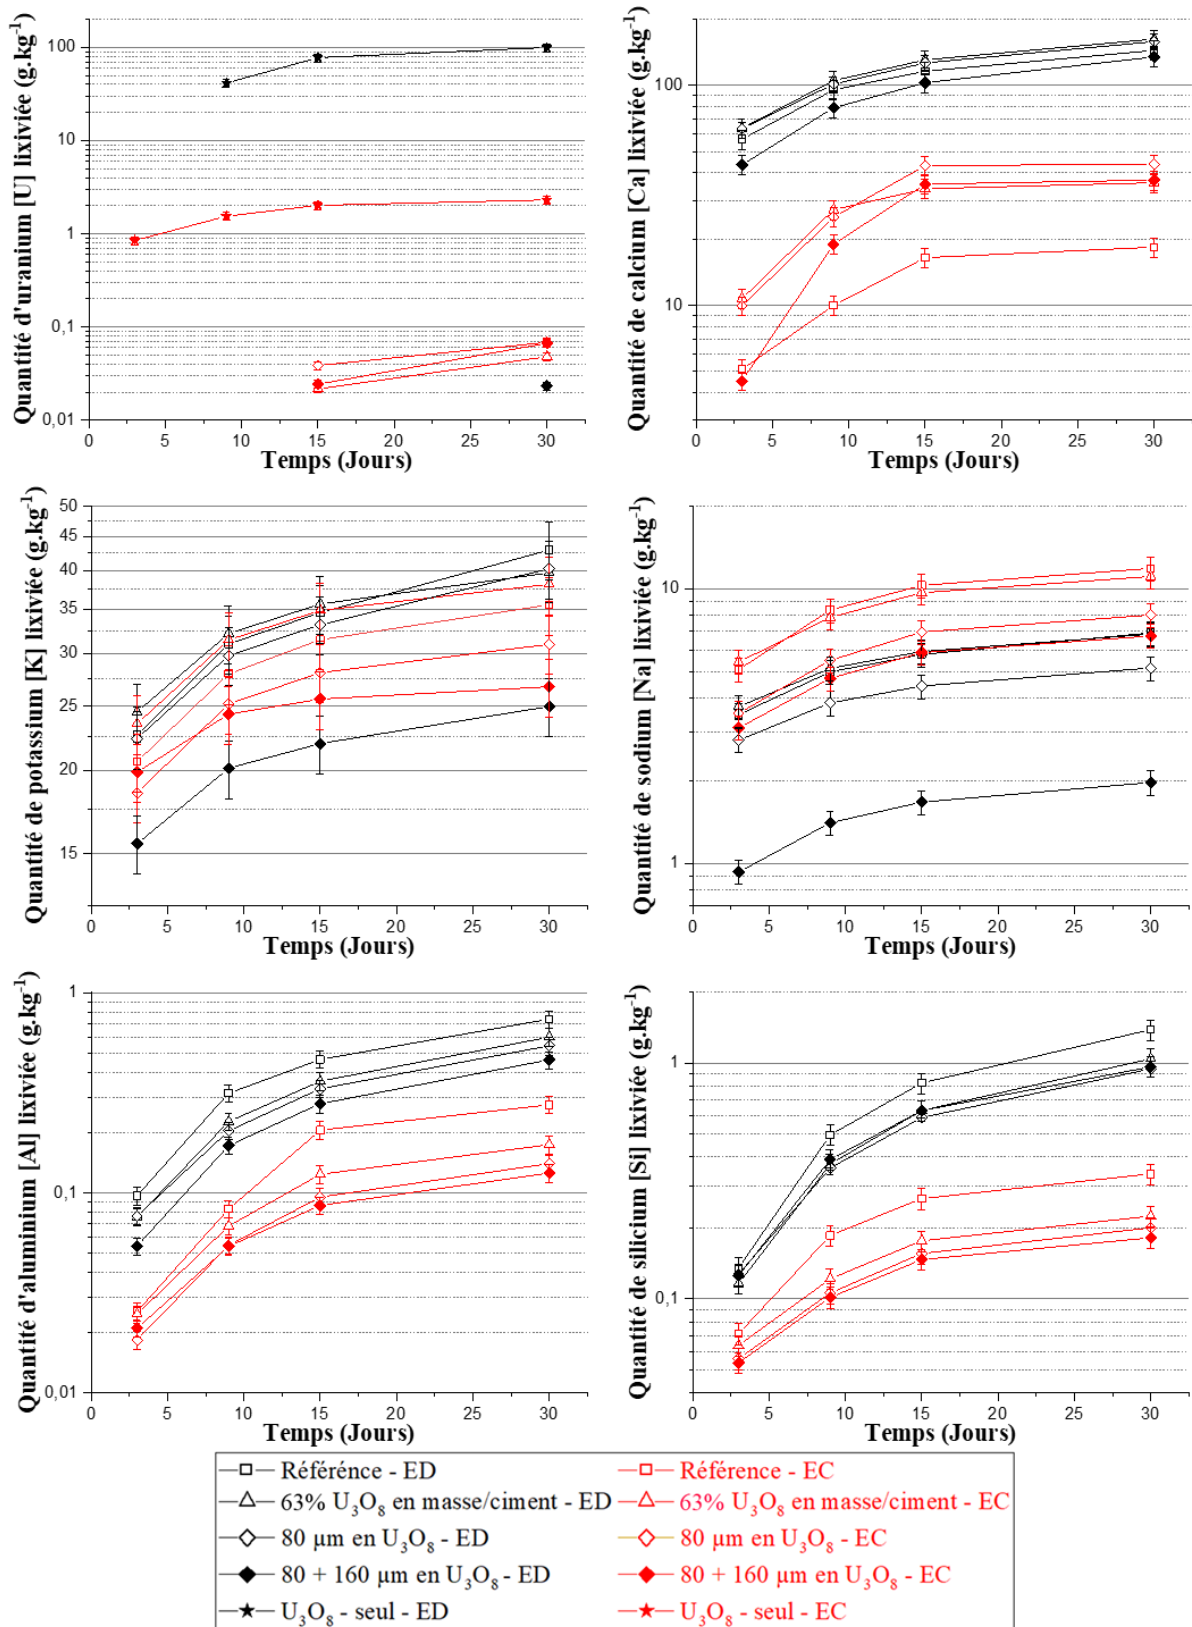 Quantité d'uranium [U] lixiviée (g.kg⁻¹)
100
10
1
0,1
0,01
0 5 10 15 20 25 30
Temps (Jours)
Quantité de calcium [Ca] lixiviée (g.kg⁻¹)
100
10
0 5 10 15 20 25 30
Temps (Jours)
Quantité de potassium [K] lixiviée (g.kg⁻¹)
50
45
40
35
30
25
20
15
0 5 10 15 20 25 30
Temps (Jours)
Quantité de sodium [Na] lixiviée (g.kg⁻¹)
10
1
0 5 10 15 20 25 30
Temps (Jours)
Quantité d'aluminium [Al] lixiviée (g.kg⁻¹)
1
0,1
0,01
0 5 10 15 20 25 30
Temps (Jours)
Quantité de silicium [Si] lixiviée (g.kg⁻¹)
1
0,1
0 5 10 15 20 25 30
Temps (Jours)
Référénce - ED
Référence - EC
63% U₃O₈ en masse/ciment - ED
63% U₃O₈ en masse/ciment - EC
80 µm en U₃O₈ - ED
80 µm en U₃O₈ - EC
80 + 160 µm en U₃O₈ - ED
80 + 160 µm en U₃O₈ - EC
U₃O₈ - seul - ED
U₃O₈ - seul - EC